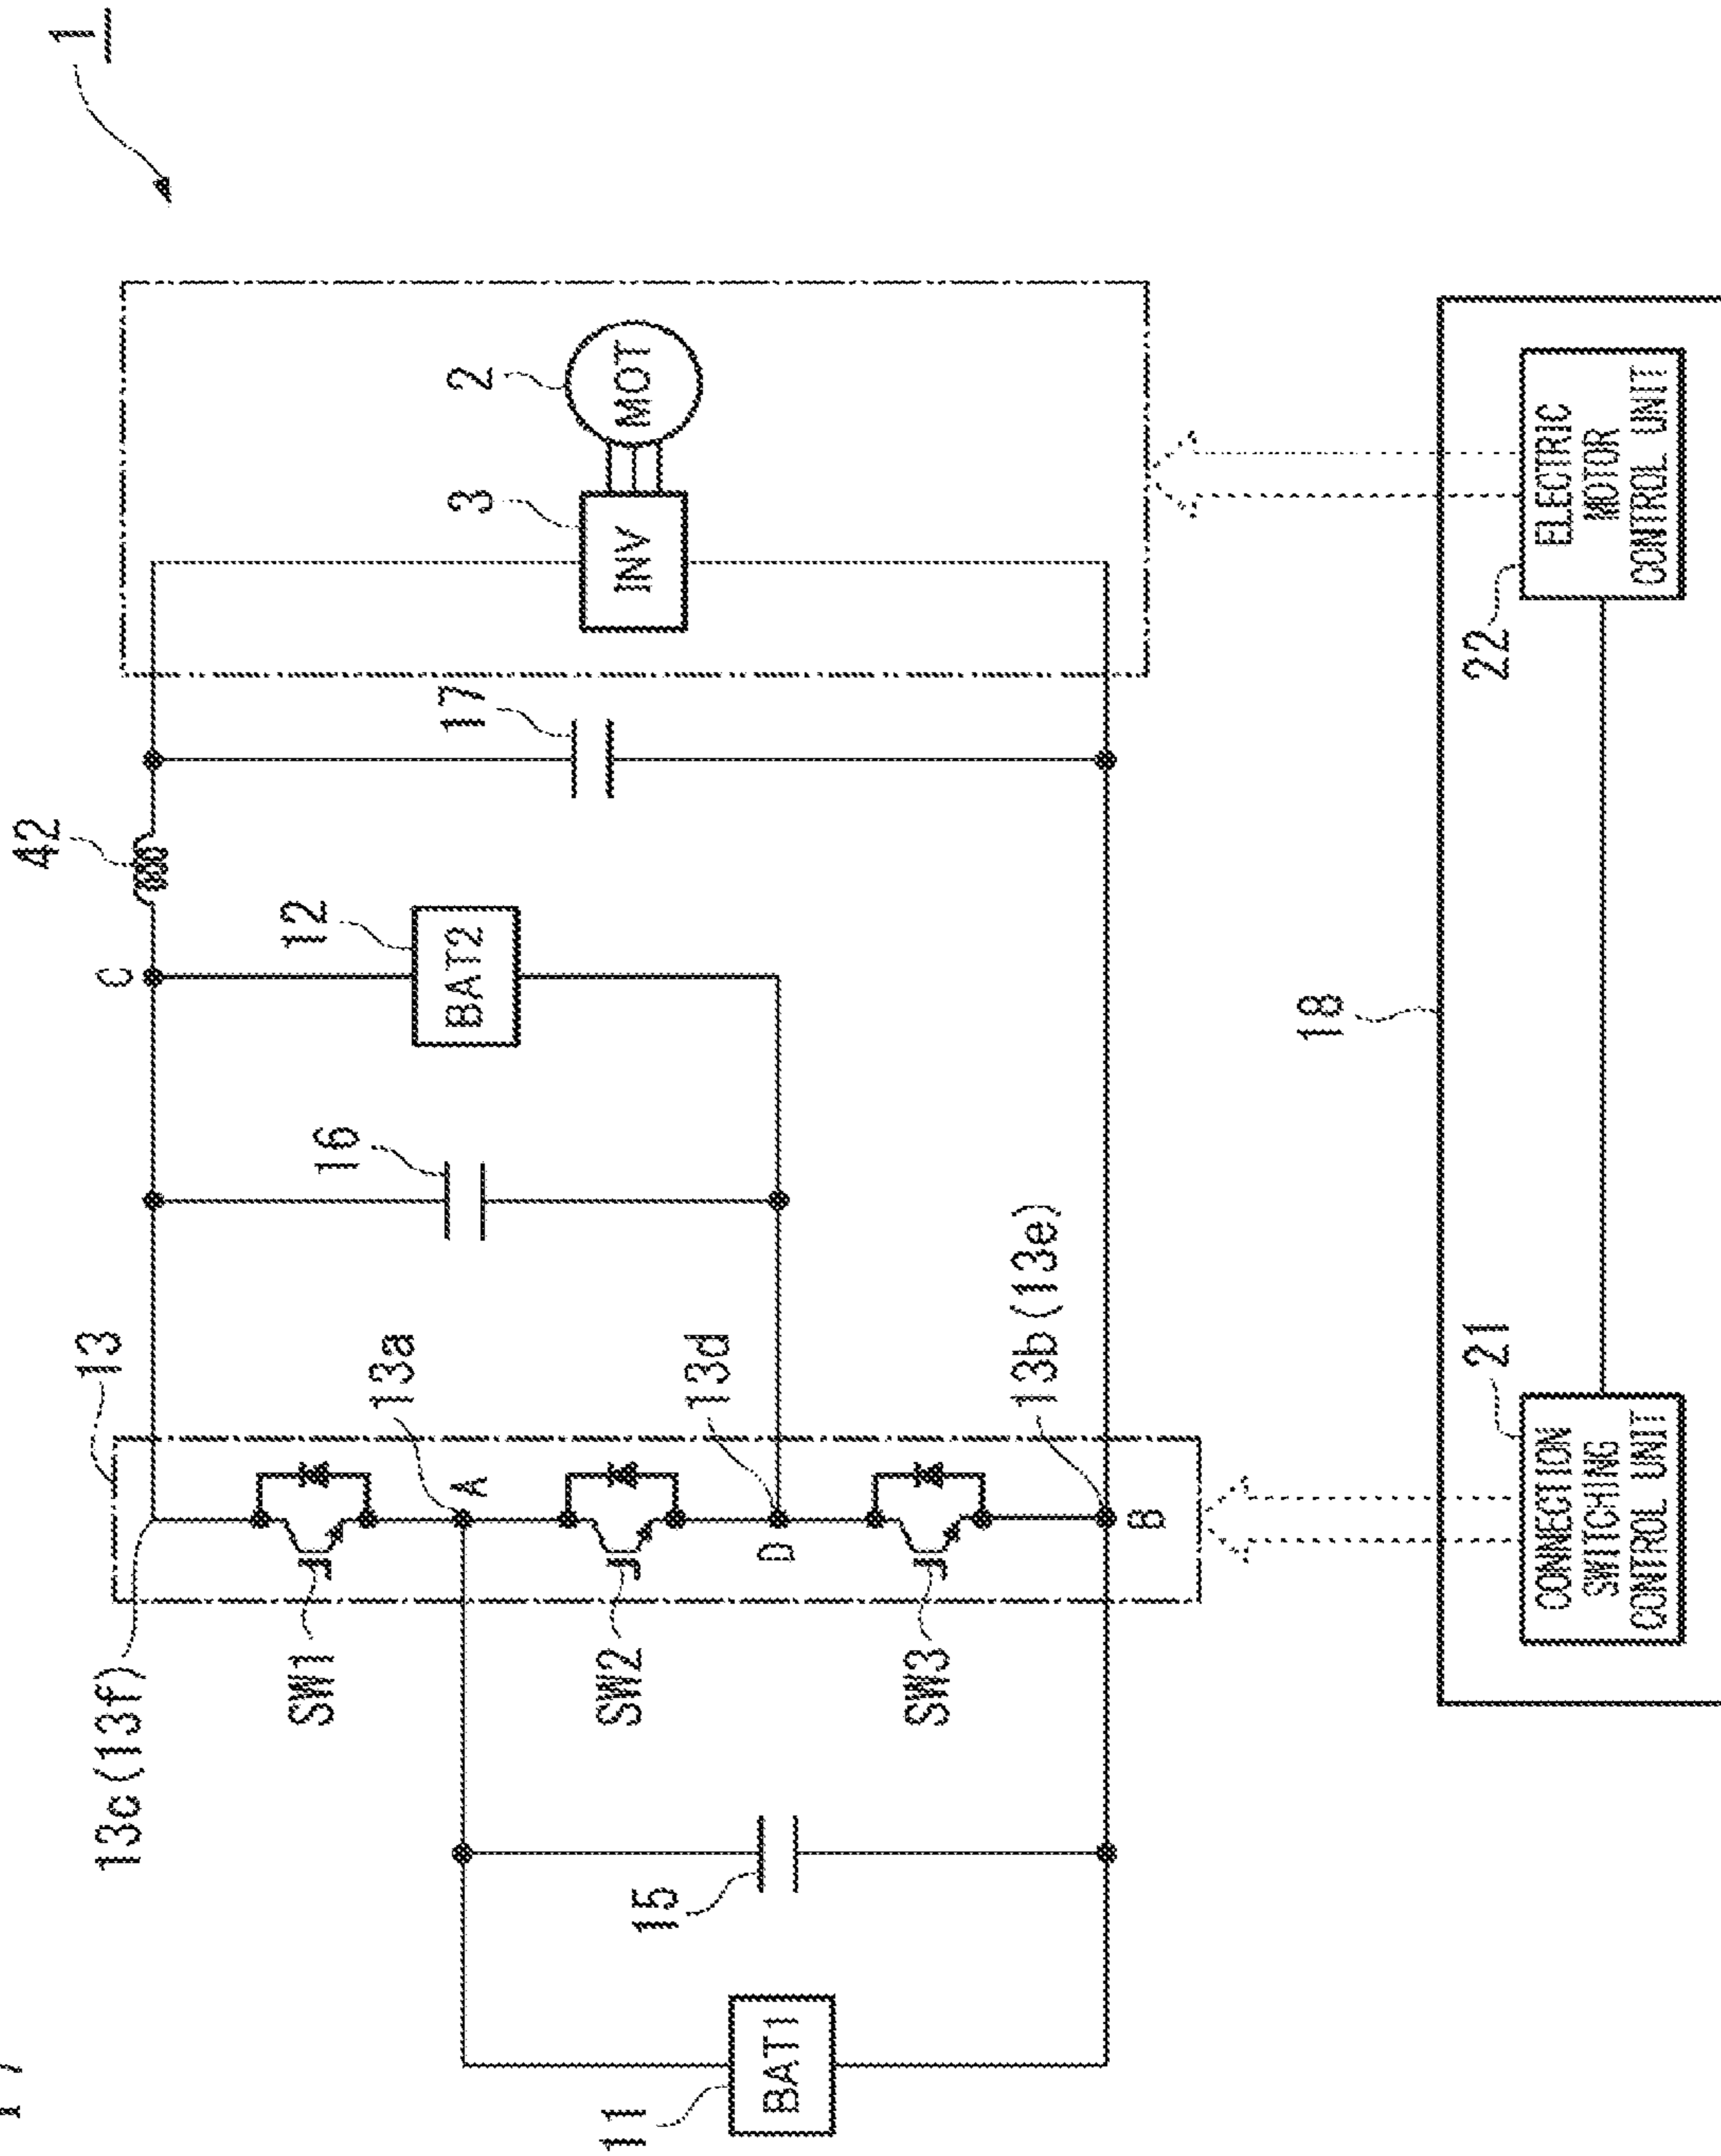 17
1
42
C
13
13c(13f)
SW1
13a
A
16
12
BAT2
17
3
INV
2
MOT
SW2
13d
D
SW3
13b(13e)
B
15
11
BAT1
18
21
CONNECTION
SWITCHING
CONTROL UNIT
22
ELECTRIC
MOTOR
CONTROL UNIT